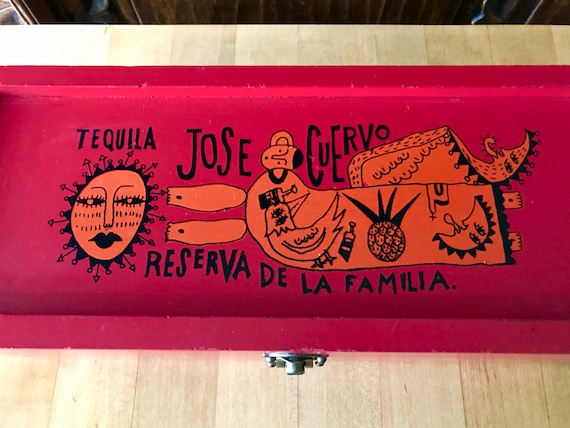 TEQUILA JOSE CUERVO
RESERVA DE LA FAMILIA.